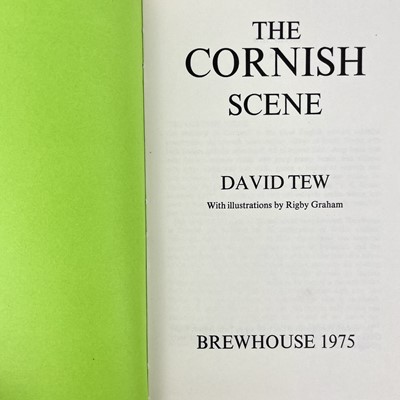 THE
CORNISH
SCENE
DAVID TEW
With illustrations by Rigby Graham
BREWHOUSE 1975